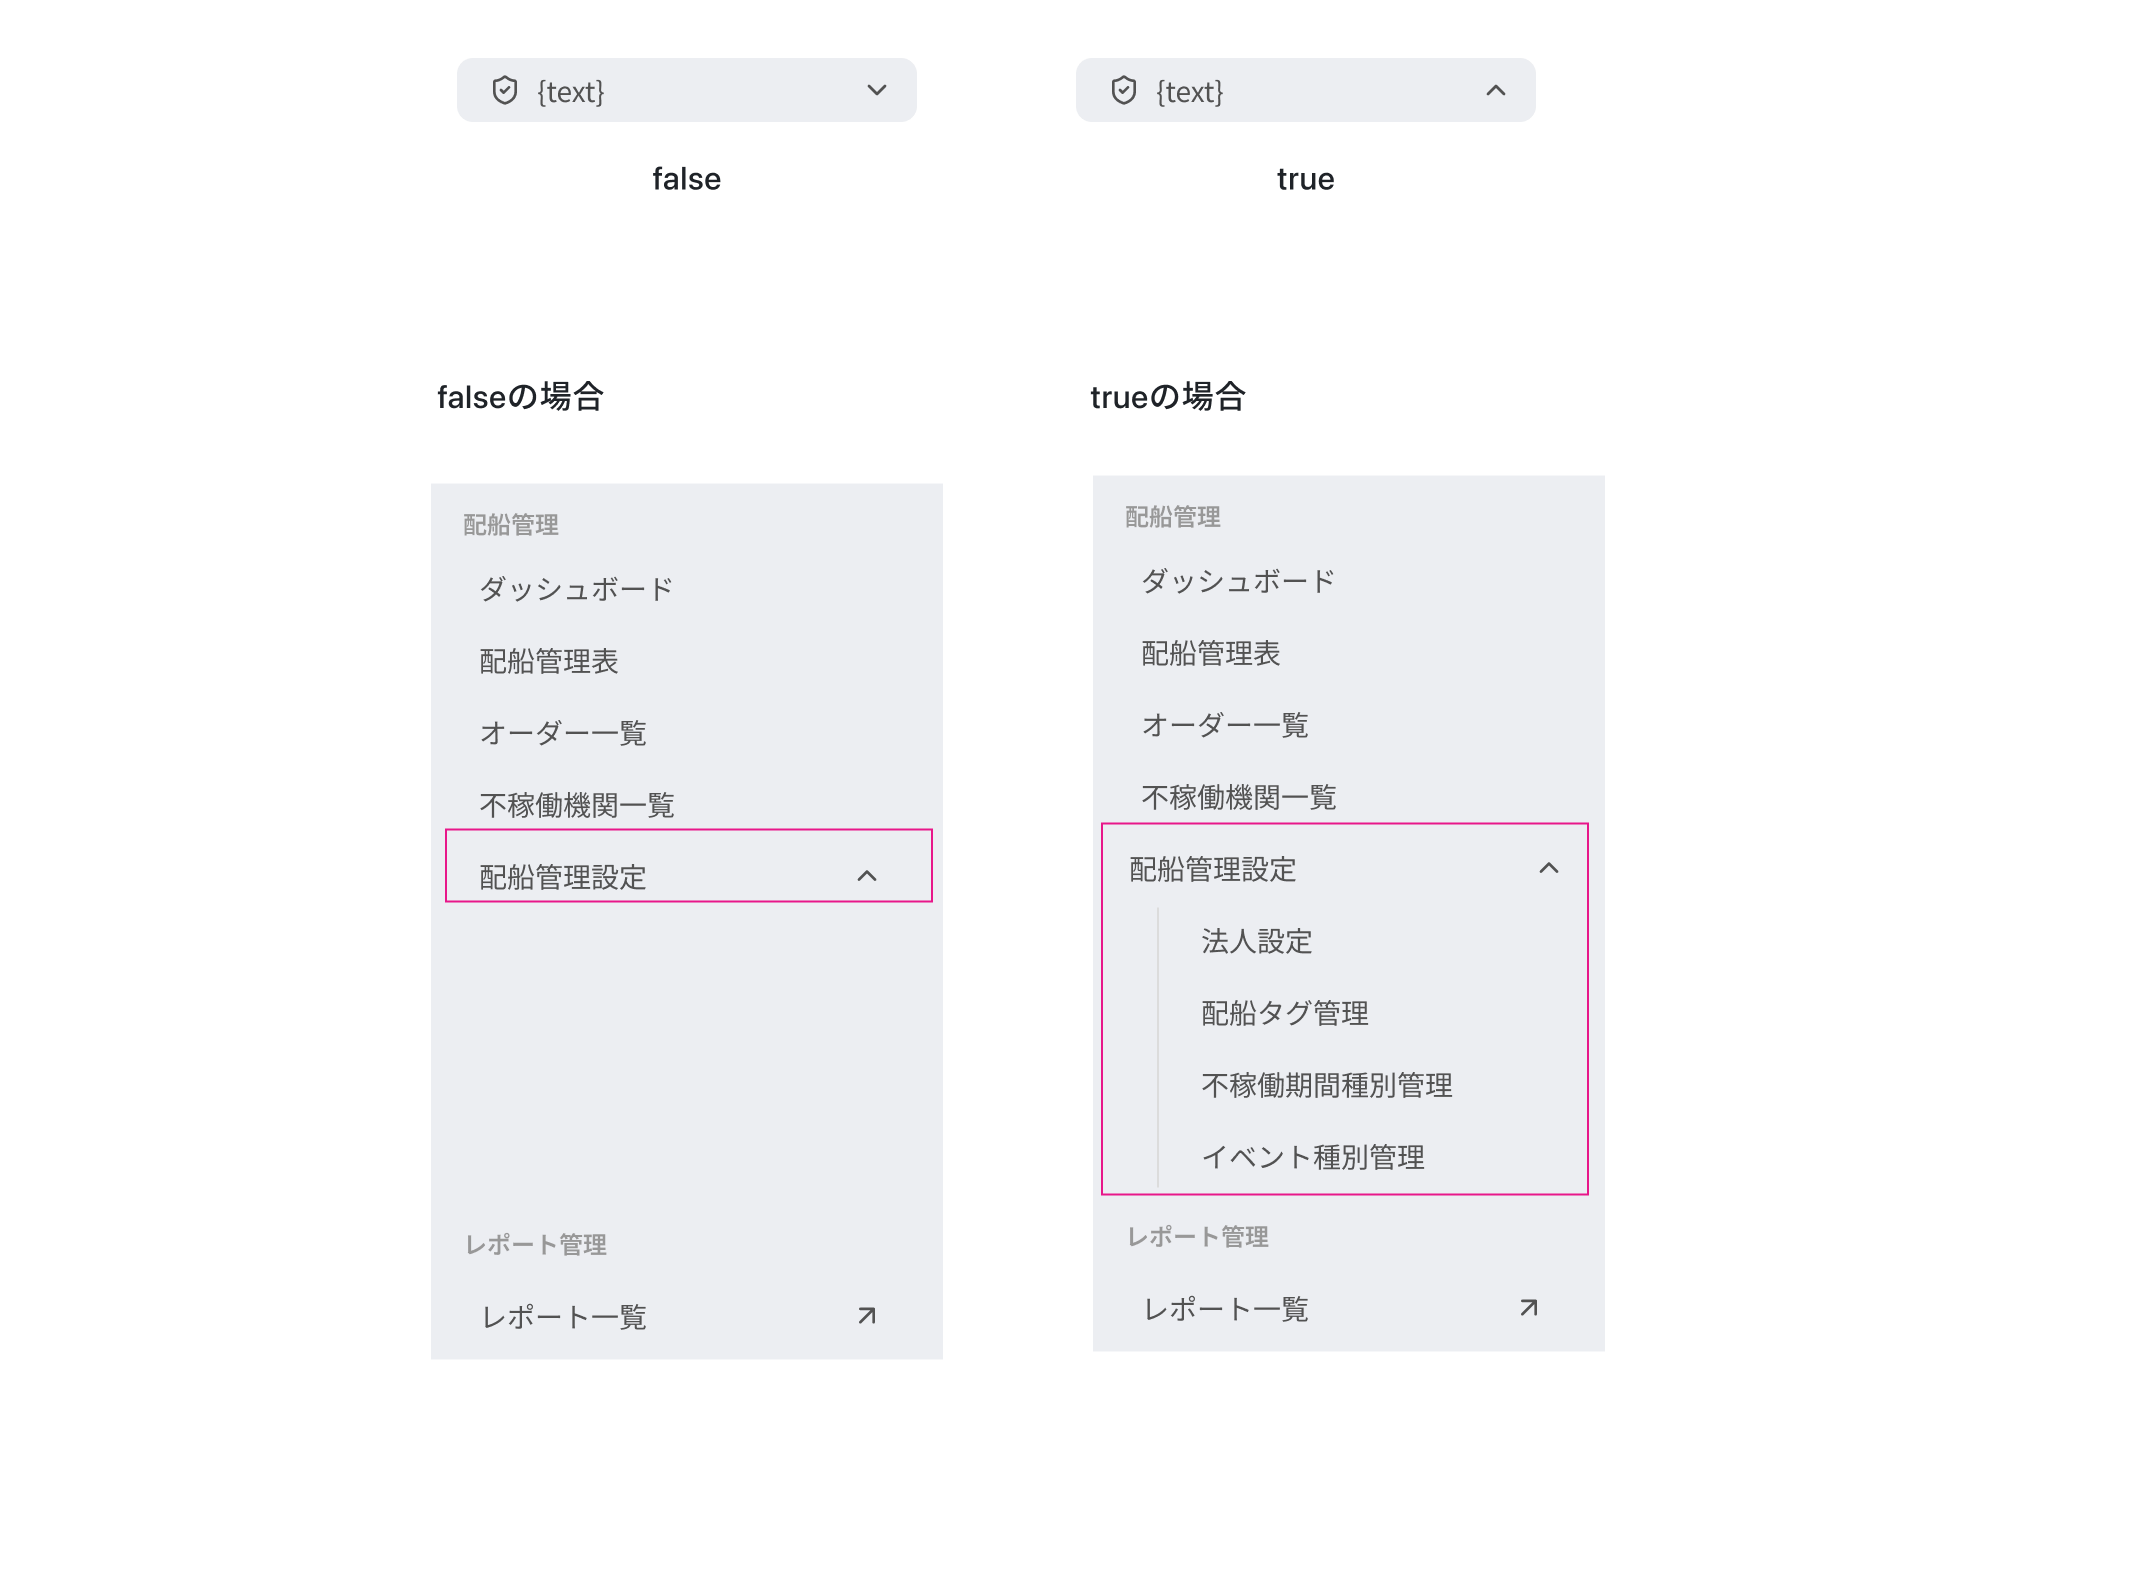 {text}
{text}
false
true
falseの場合
配船管理
ダッシュボード
配船管理表
オーダー一覧
不稼働機関一覧
配船管理設定
レポート管理
レポート一覧
trueの場合
配船管理
ダッシュボード
配船管理表
オーダー一覧
不稼働機関一覧
配船管理設定
法人設定
配船タグ管理
不稼働期間種別管理
イベント種別管理
レポート管理
レポート一覧